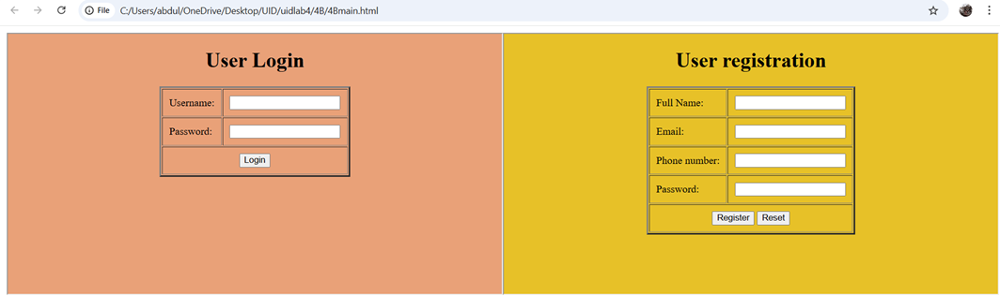 File C:/Users/abdul/OneDrive/Desktop/UID/uidlab4/4B/4Bmain.html
User Login
Username:
Password:
Login
User registration
Full Name:
Email:
Phone number:
Password:
Register Reset